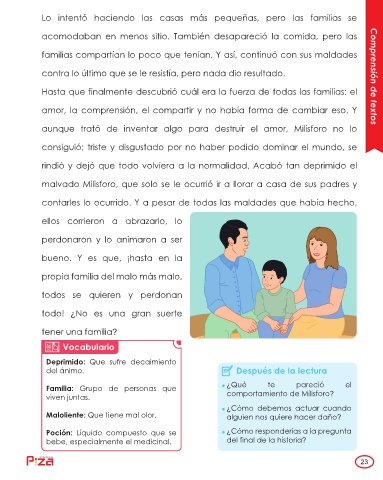 Lo intentó haciendo las casas más pequeñas, pero las familias se
acomodaban en menos sitio. También desapareció la comida, pero las
familias compartían lo poco que tenían. Y así, continuó con sus maldades
contra lo último que se le resistía, pero nada dio resultado.
Hasta que finalmente descubrió cuál era la fuerza de todas las familias: el
amor, la comprensión, el compartir y no había forma de cambiar eso. Y
aunque trató de inventar algo para destruir el amor, Milisforo no lo
consiguió; triste y disgustado por no haber podido dominar el mundo, se
rindió y dejó que todo volviera a la normalidad. Acabó tan deprimido el
malvado Milisforo, que solo se le ocurrió ir a llorar a casa de sus padres y
contarles lo ocurrido. Y a pesar de todas las maldades que había hecho,
ellos corrieron a abrazarlo, lo
perdonaron y lo animaron a ser
bueno. Y es que, ¡hasta en la
propia familia del malo más malo,
todos se quieren y perdonan
todo! ¿No es una gran suerte
tener una familia?
Comprensión de textos
Vocabulario
Deprimido: Que sufre decaimiento
del ánimo.
Familia: Grupo de personas que
viven juntas.
Maloliente: Que tiene mal olor.
Poción: Líquido compuesto que se
bebe, especialmente el medicinal.
Después de la lectura
• ¿Qué te pareció el
comportamiento de Milisforo?
• ¿Cómo debemos actuar cuando
alguien nos quiere hacer daño?
• ¿Cómo responderías a la pregunta
del final de la historia?
23